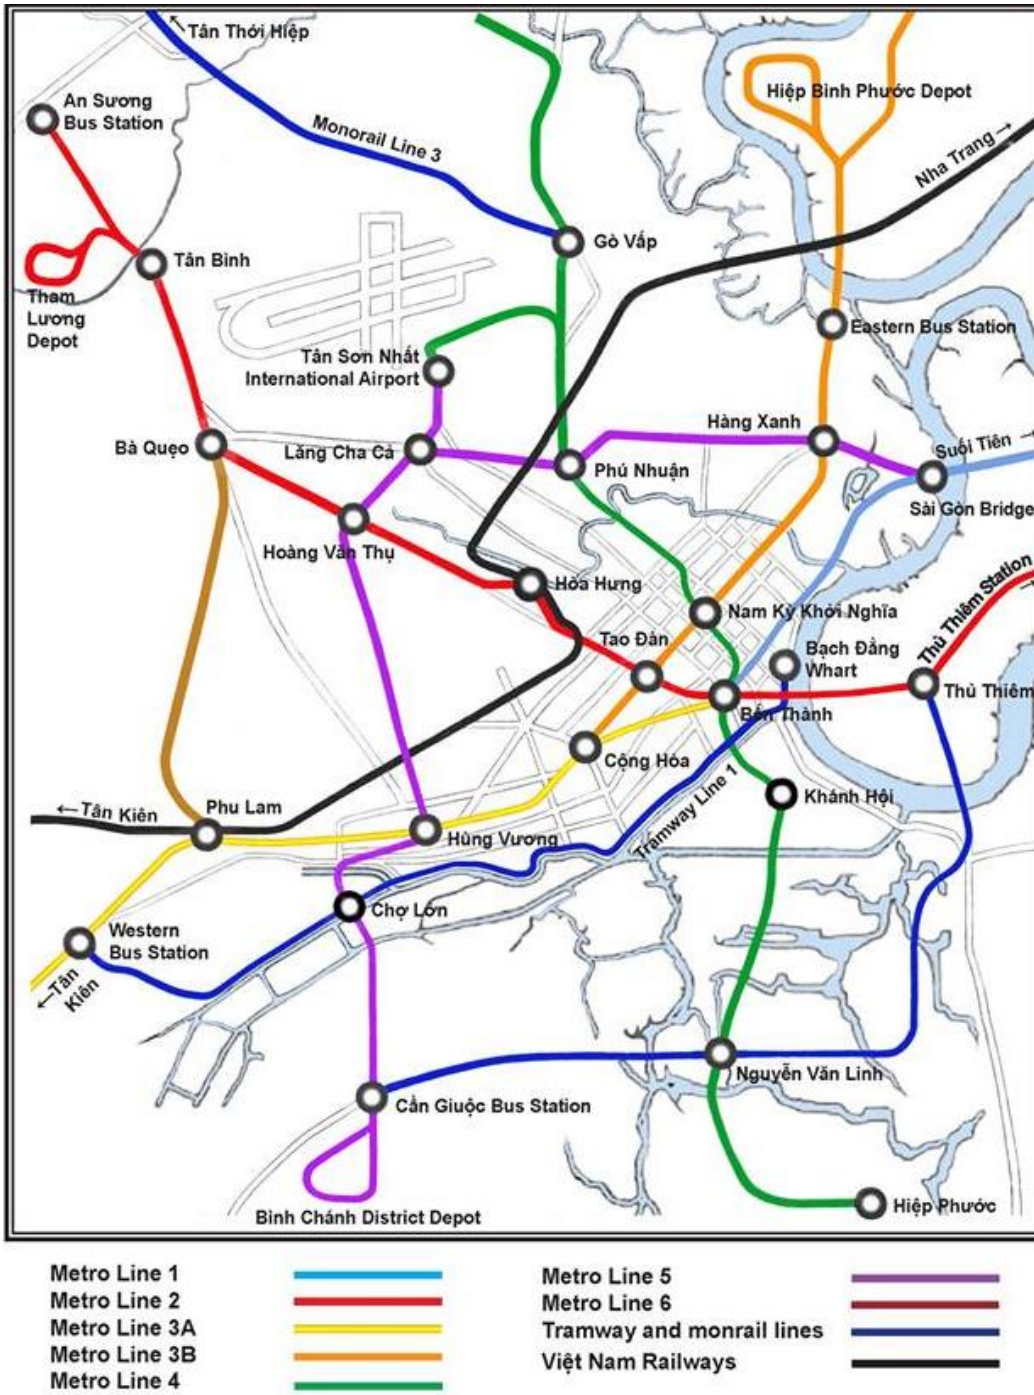 ← Tân Thới Hiệp
An Sương
Bus Station
Monorail Line 3
Hiệp Bình Phước Depot
Nha Trang →
Gò Vấp
Tân Bình
Tham
Lương
Depot
Eastern Bus Station
Tân Sơn Nhất
International Airport
Hàng Xanh
Bà Quẹo
Lăng Cha Cả
Phú Nhuận
Suối Tiên →
Sài Gòn Bridge
Hoàng Văn Thụ
Hòa Hưng
Nam Kỳ Khởi Nghĩa
Thủ Thiêm Station →
Tao Đàn
Bạch Đằng
Whart
Thủ Thiêm
Bến Thành
Cộng Hòa
Tramway Line 1
Khánh Hội
← Tân Kiên
Phu Lam
Hùng Vương
Chợ Lớn
Western
Bus Station
← Tân
Kiên
Nguyễn Văn Linh
Cần Giuộc Bus Station
Bình Chánh District Depot
Hiệp Phước
Metro Line 1
Metro Line 2
Metro Line 3A
Metro Line 3B
Metro Line 4
Metro Line 5
Metro Line 6
Tramway and monrail lines
Việt Nam Railways